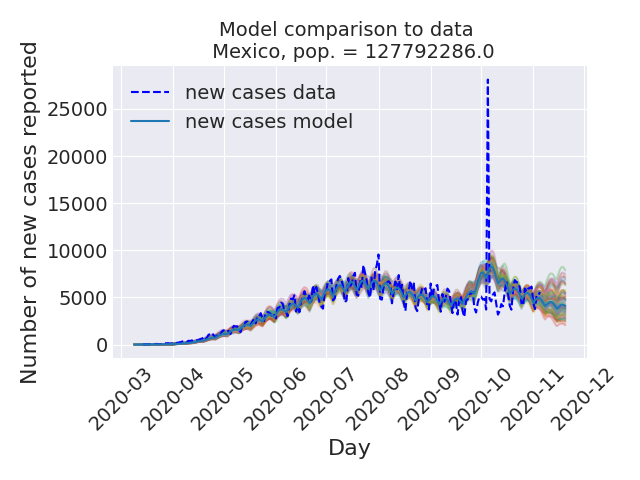 Model comparison to data
Mexico, pop. = 127792286.0
Number of new cases reported
25000
20000
15000
10000
5000
0
new cases data
new cases model
2020-03
2020-04
2020-05
2020-06
2020-07
2020-08
2020-09
2020-10
2020-11
2020-12
Day